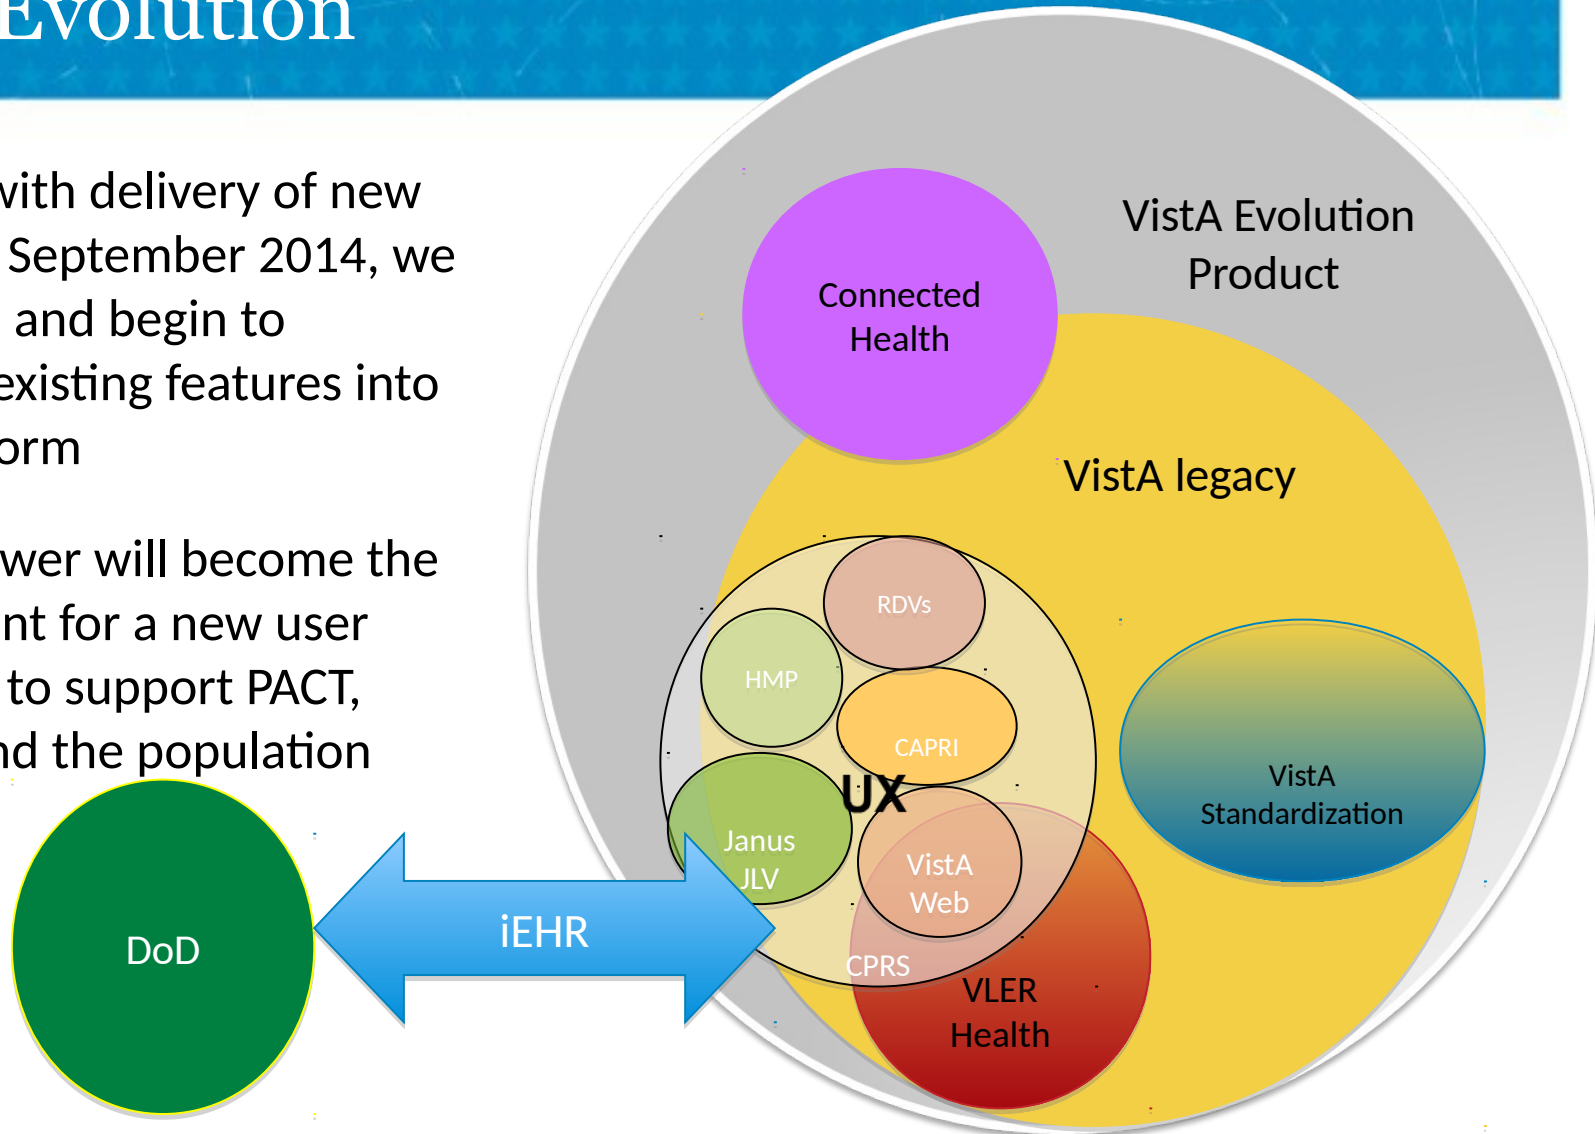 Evolution
with delivery of new
September 2014, we
and begin to
existing features into
orm
wer will become the
nt for a new user
to support PACT,
nd the population
VistA Evolution
Product
Connected
Health
VistA legacy
RDVs
HMP
CAPRI
UX
Janus
JLV
VistA
Web
CPRS
VLER
Health
VistA
Standardization
iEHR
DoD